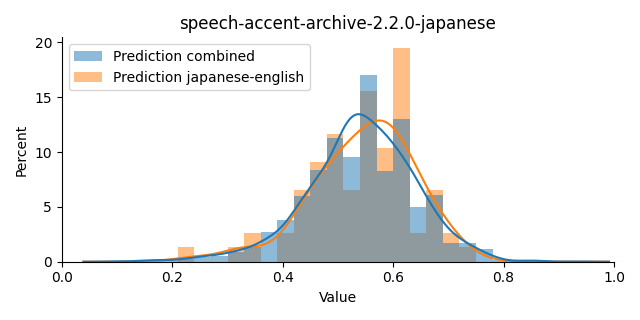 speech-accent-archive-2.2.0-japanese
Prediction combined
Prediction japanese-english
Percent
20
15
10
5
0
0.0 0.2 0.4 0.6 0.8 1.0
Value